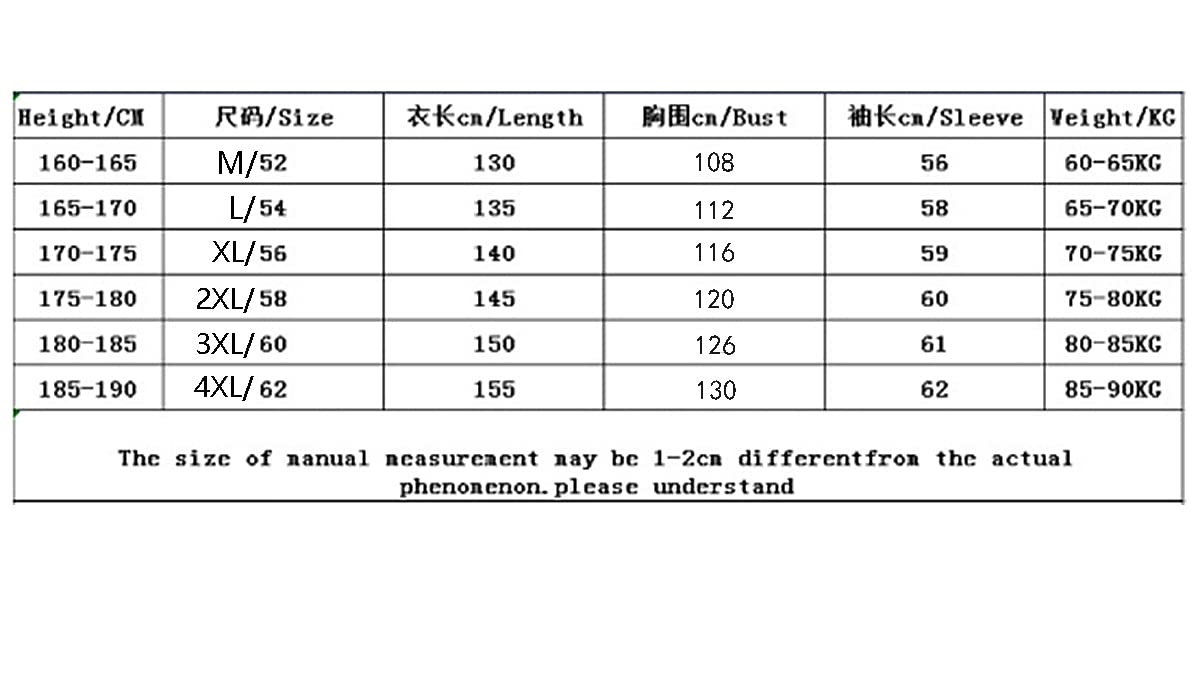 Height/CM 尺码/Size 衣长cm/Length 胸围cm/Bust 袖长cm/Sleeve Weight/KG
160-165 M/52 130 108 56 60-65KG
165-170 L/54 135 112 58 65-70KG
170-175 XL/56 140 116 59 70-75KG
175-180 2XL/58 145 120 60 75-80KG
180-185 3XL/60 150 126 61 80-85KG
185-190 4XL/62 155 130 62 85-90KG
The size of manual measurement may be 1-2cm differentfrom the actual
phenomenon.please understand